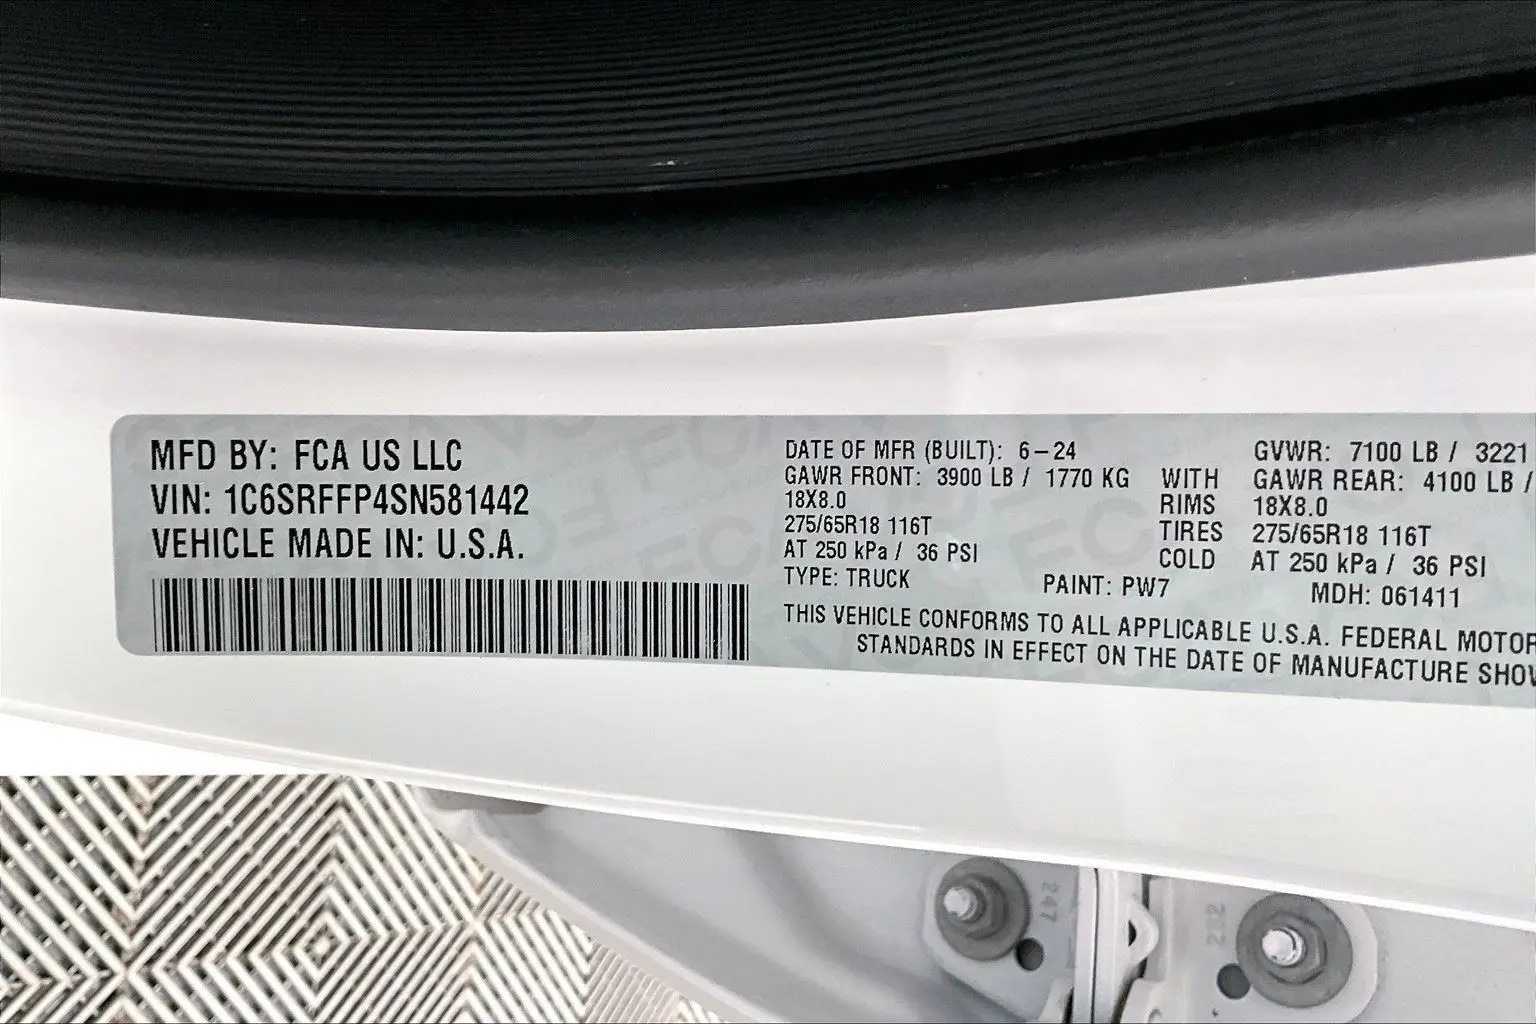 MFD BY: FCA US LLC
VIN: 1C6SRFFP4SN581442
VEHICLE MADE IN: U.S.A.
DATE OF MFR (BUILT): 6-24 GVWR: 7100 LB / 3221
GAWR FRONT: 3900 LB / 1770 KG WITH GAWR REAR: 4100 LB /
18X8.0 RIMS 18X8.0
275/65R18 116T TIRES 275/65R18 116T
AT 250 kPa / 36 PSI COLD AT 250 kPa / 36 PSI
TYPE: TRUCK PAINT: PW7 MDH: 061411
THIS VEHICLE CONFORMS TO ALL APPLICABLE U.S.A. FEDERAL MOTOR
STANDARDS IN EFFECT ON THE DATE OF MANUFACTURE
247